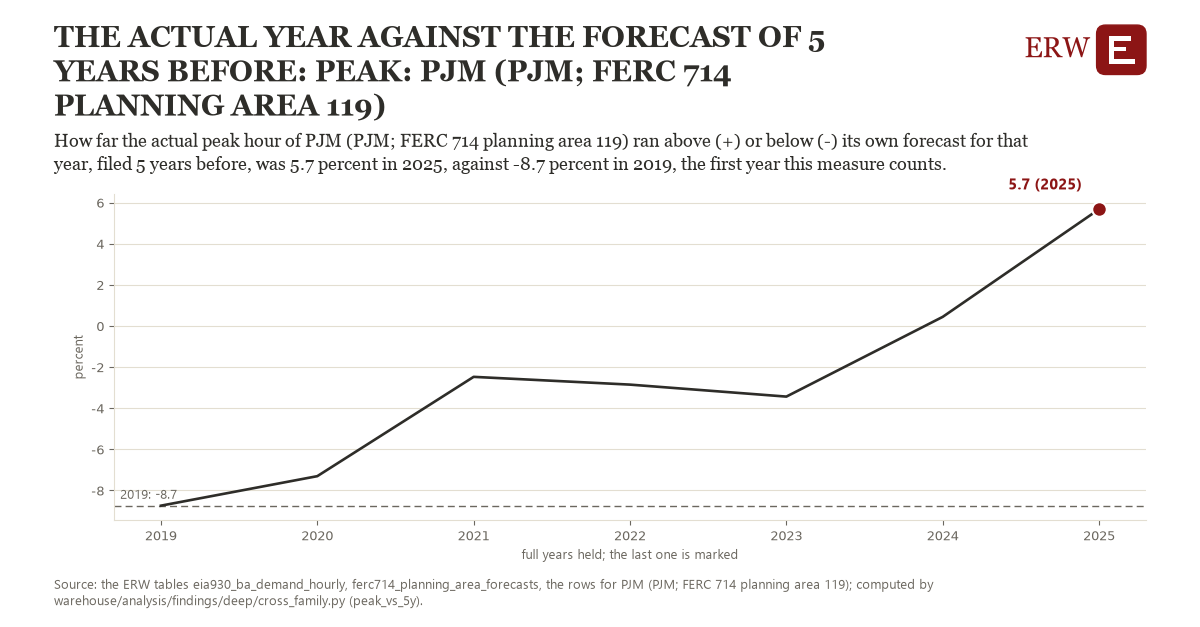 THE ACTUAL YEAR AGAINST THE FORECAST OF 5
YEARS BEFORE: PEAK: PJM (PJM; FERC 714
PLANNING AREA 119)
ERW E
How far the actual peak hour of PJM (PJM; FERC 714 planning area 119) ran above (+) or below (-) its own forecast for that
year, filed 5 years before, was 5.7 percent in 2025, against -8.7 percent in 2019, the first year this measure counts.
5.7 (2025)
6
4
2
0
-2
-4
-6
-8
percent
2019: -8.7
2019 2020 2021 2022 2023 2024 2025
full years held; the last one is marked
Source: the ERW tables eia930_ba_demand_hourly, ferc714_planning_area_forecasts, the rows for PJM (PJM; FERC 714 planning area 119); computed by
warehouse/analysis/findings/deep/cross_family.py (peak_vs_5y).